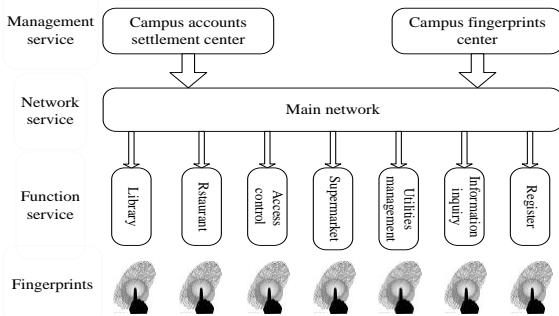 Management
service
Campus accounts
settlement center
Campus fingerprints
center
Network
service
Main network
Function
service
Library
Rstaurant
Access
control
Supermarket
Utilities
management
Information
inquiry
Register
Fingerprints